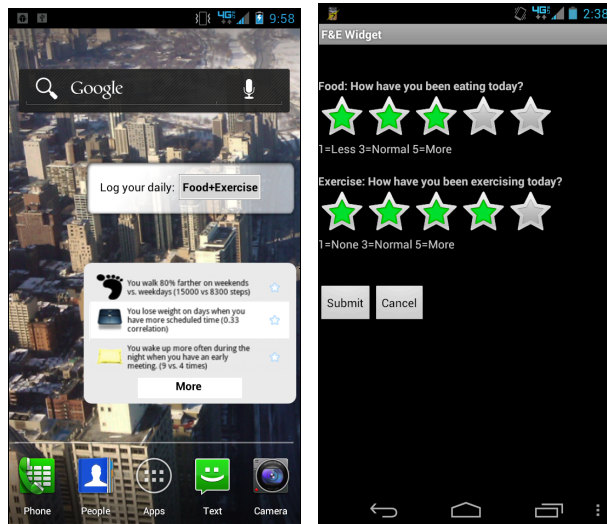 4G 9:58
Google
Log your daily: Food+Exercise
You walk 80% farther on weekends
vs. weekdays (15000 vs 8300 steps)
You lose weight on days when you
have more scheduled time (0.33
correlation)
You wake up more often during the
night when you have an early
meeting. (9 vs. 4 times)
More
Phone People Apps Text Camera
4G 2:38
F&E Widget
Food: How have you been eating today?
1=Less 3=Normal 5=More
Exercise: How have you been exercising today?
1=None 3=Normal 5=More
Submit Cancel